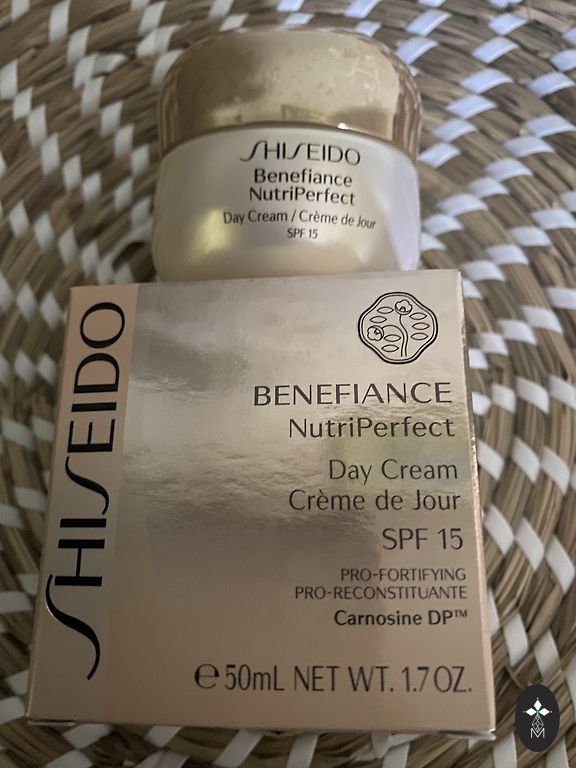 SHISEIDO
Benefiance
NutriPerfect
Day Cream / Crème de Jour
SPF 15
SHISEIDO
BENEFIANCE
NutriPerfect
Day Cream
Crème de Jour
SPF 15
PRO-FORTIFYING
PRO-RECONSTITUANTE
Carnosine DP™
℮ 50mL NET WT. 1.7 OZ.
M